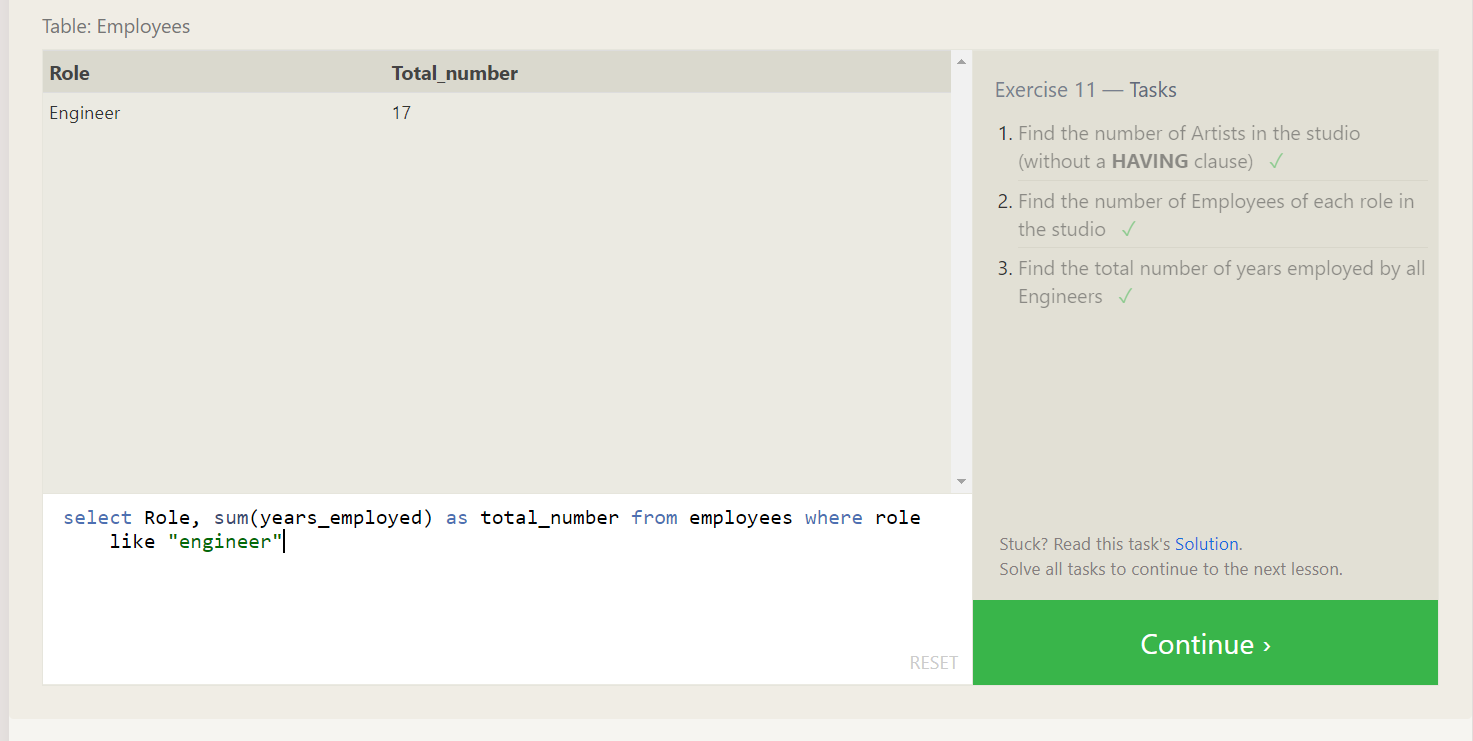 Table: Employees
Role Total_number
Engineer 17
Exercise 11 — Tasks
1. Find the number of Artists in the studio
(without a HAVING clause) ✓
2. Find the number of Employees of each role in
the studio ✓
3. Find the total number of years employed by all
Engineers ✓
select Role, sum(years_employed) as total_number from employees where role
like "engineer"
RESET
Stuck? Read this task's Solution.
Solve all tasks to continue to the next lesson.
Continue ›